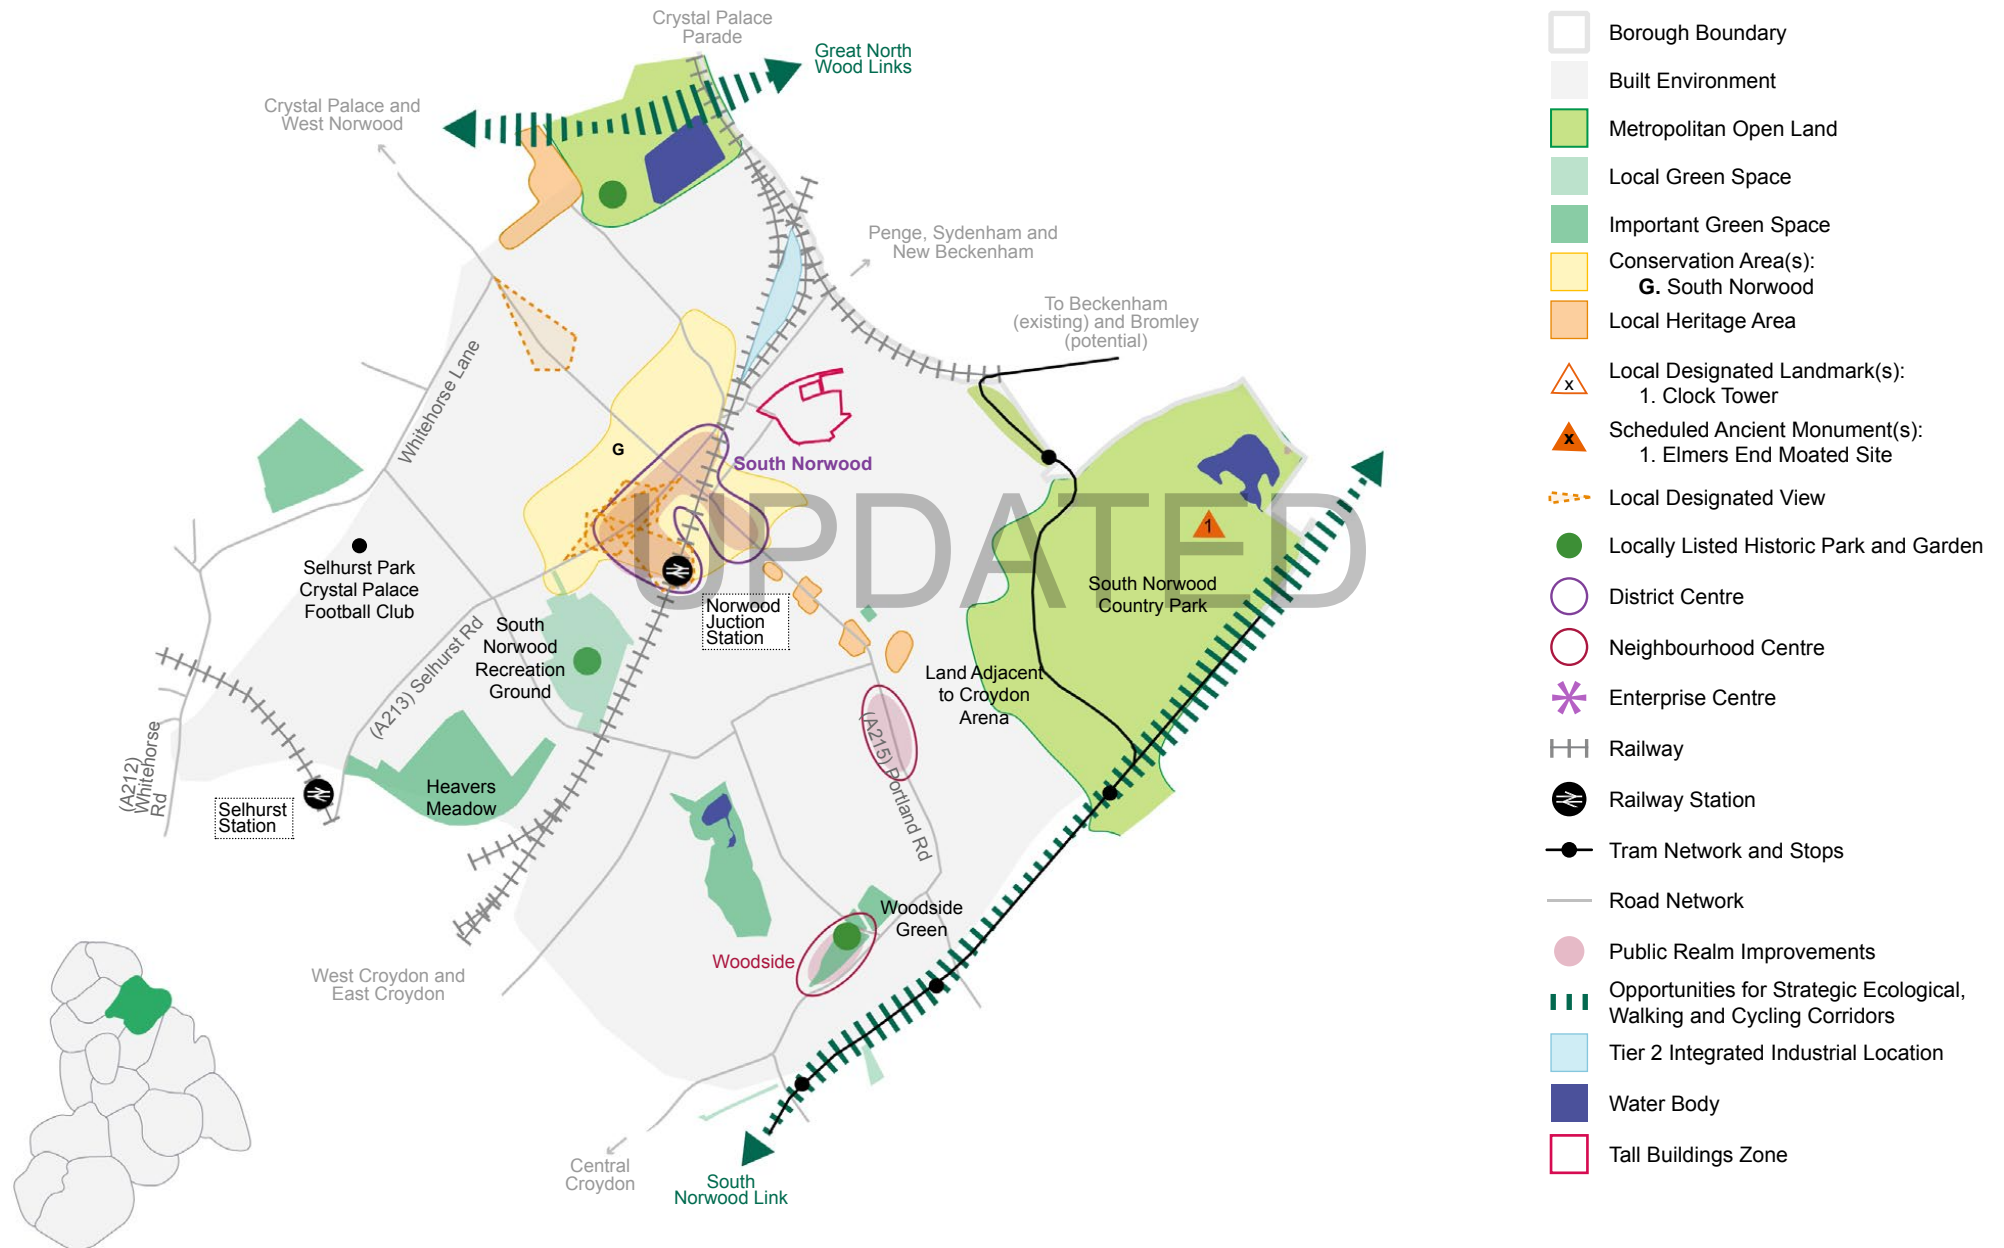 Crystal Palace
Parade
Great North
Wood Links
Crystal Palace and
West Norwood
Penge, Sydenham and
New Beckenham
To Beckenham
(existing) and Bromley
(potential)
Whitehorse Lane
G
South Norwood
UPDATED
1
Selhurst Park
Crystal Palace
Football Club
South Norwood
Country Park
Norwood
Juction
Station
South
Norwood
Recreation
Ground
(A213) Selhurst Rd
Land Adjacent
to Croydon
Arena
(A215) Portland Rd
(A212)
Whitehorse
Rd
Heavers
Meadow
Selhurst
Station
Woodside
Green
Woodside
West Croydon and
East Croydon
Central
Croydon
South
Norwood Link
Borough Boundary
Built Environment
Metropolitan Open Land
Local Green Space
Important Green Space
Conservation Area(s):
G. South Norwood
Local Heritage Area
x
Local Designated Landmark(s):
1. Clock Tower
x
Scheduled Ancient Monument(s):
1. Elmers End Moated Site
Local Designated View
Locally Listed Historic Park and Garden
District Centre
Neighbourhood Centre
Enterprise Centre
Railway
Railway Station
Tram Network and Stops
Road Network
Public Realm Improvements
Opportunities for Strategic Ecological,
Walking and Cycling Corridors
Tier 2 Integrated Industrial Location
Water Body
Tall Buildings Zone